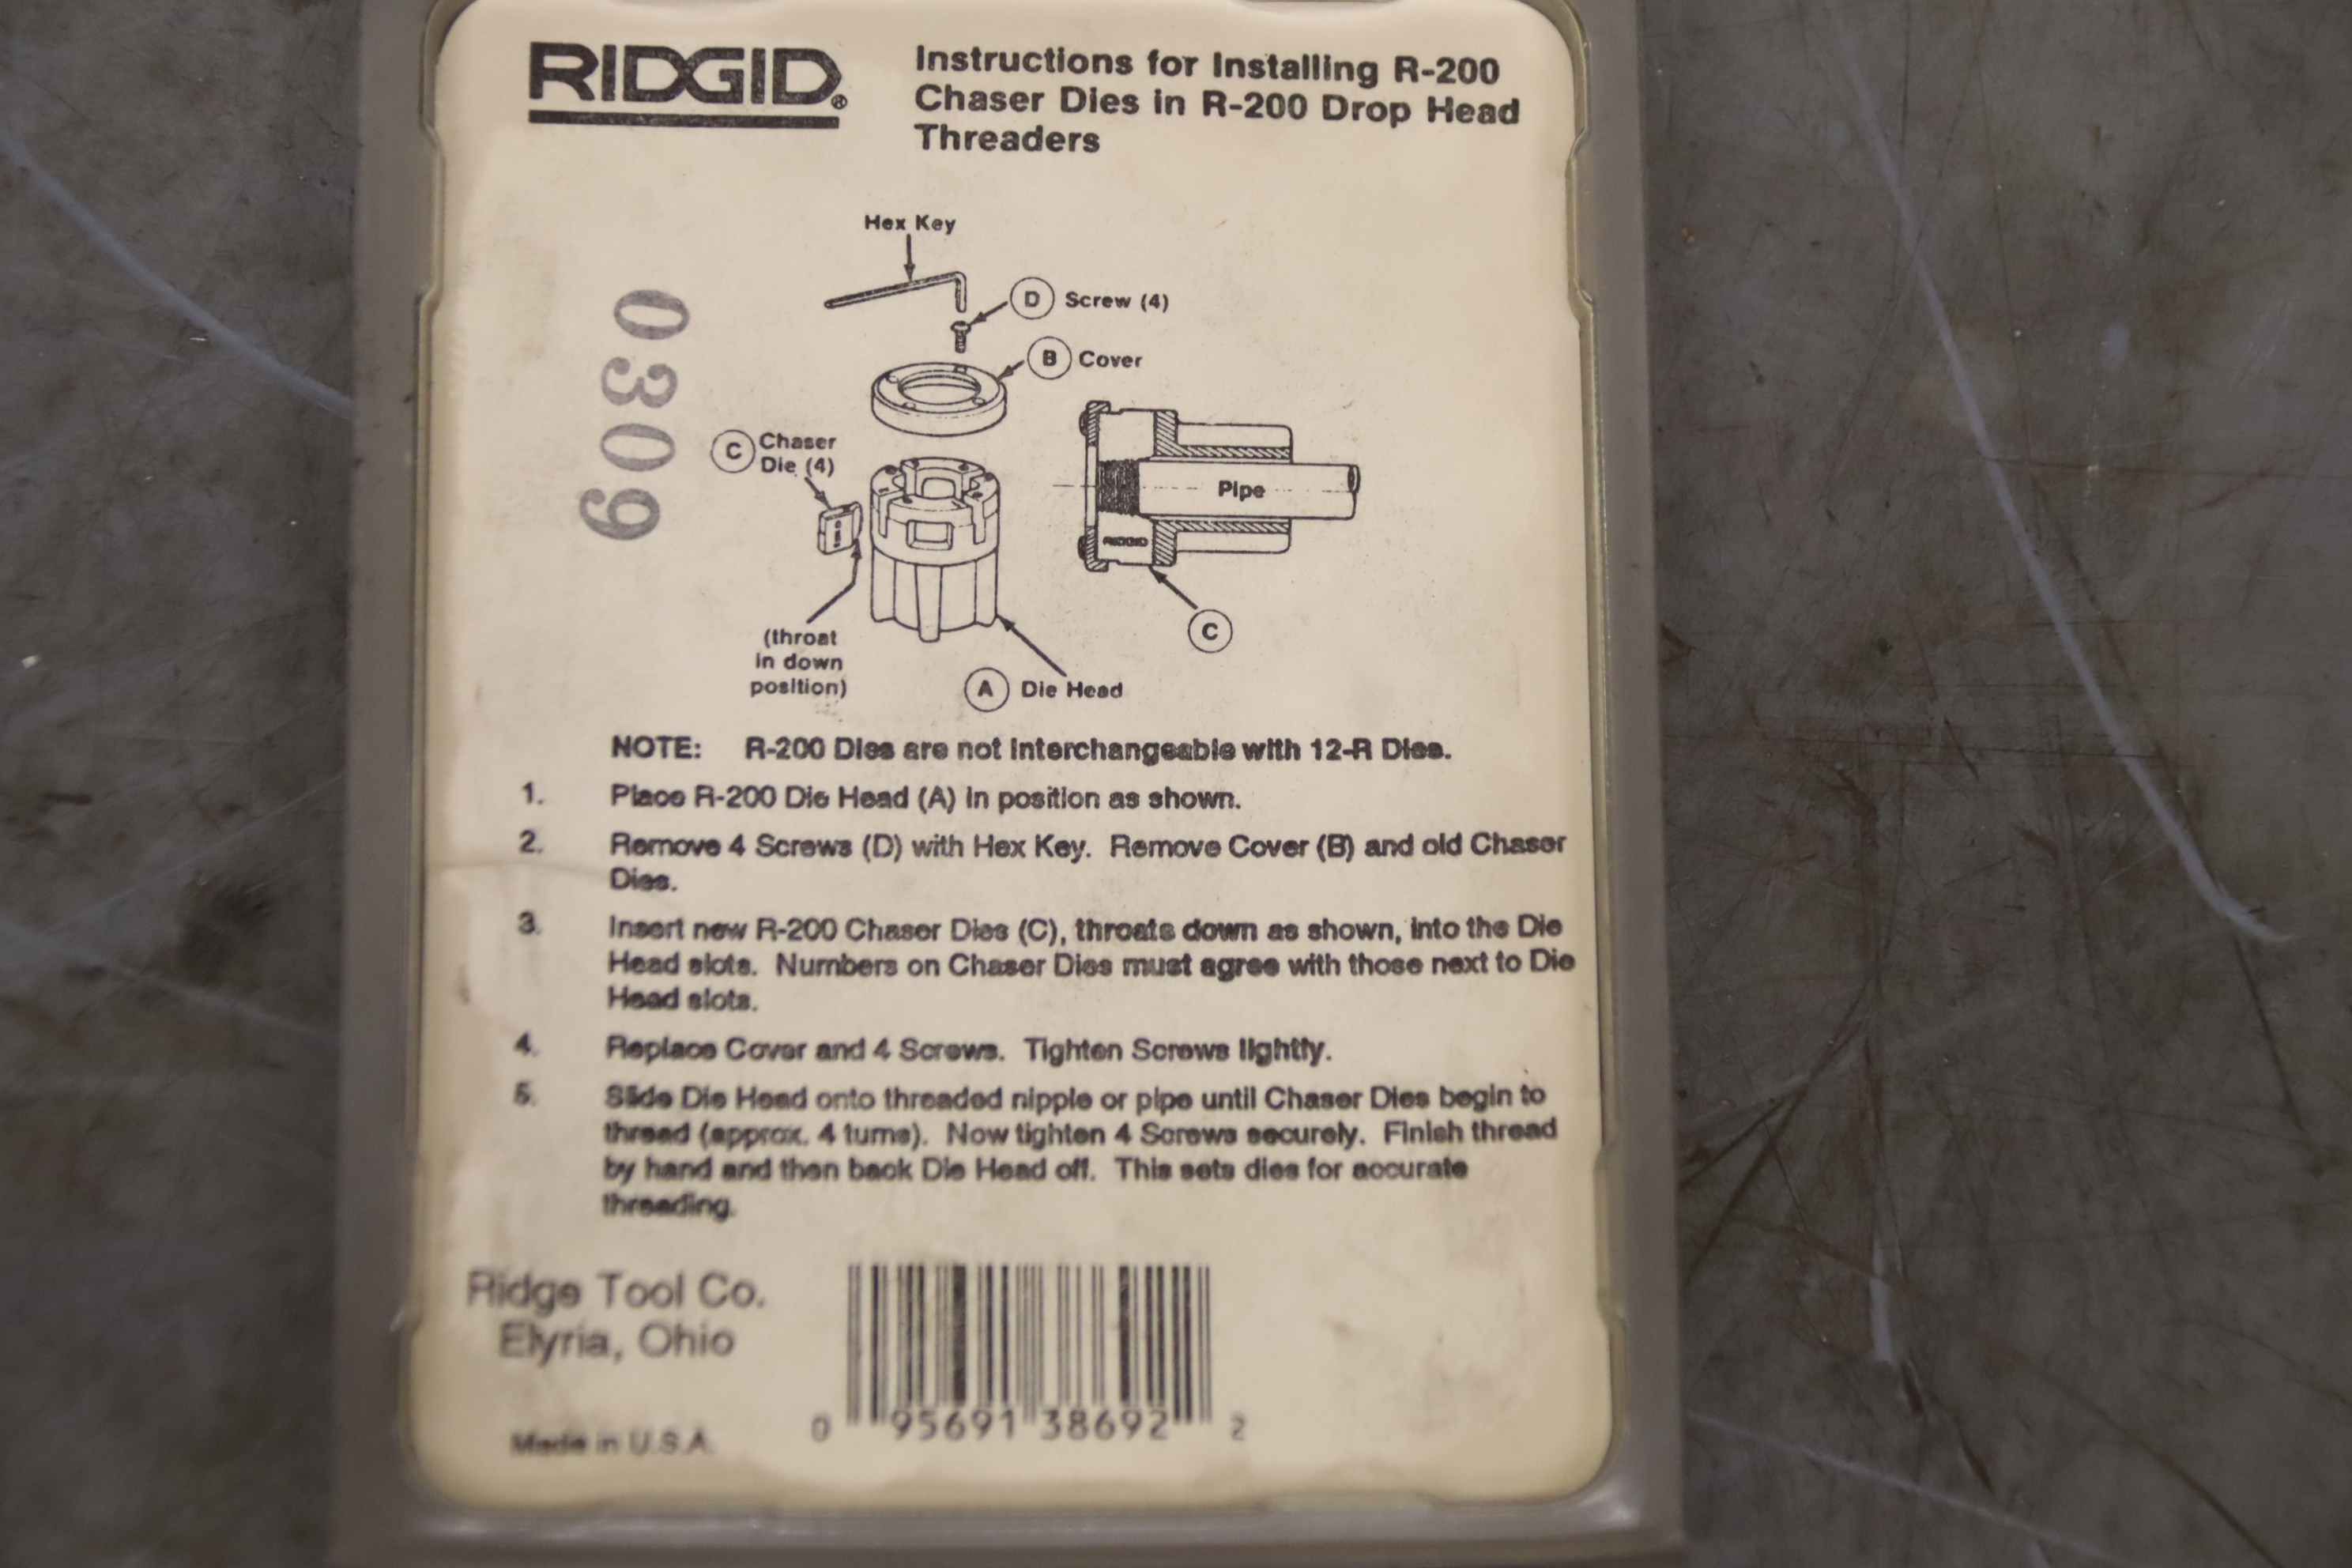 RIDGID®
Instructions for Installing R-200
Chaser Dies in R-200 Drop Head
Threaders
Hex Key
D Screw (4)
B Cover
C Chaser
Die (4)
Pipe
RIDGID
C
(throat
in down
position)
A Die Head
0309
NOTE: R-200 Dies are not interchangeable with 12-R Dies.
1. Place R-200 Die Head (A) in position as shown.
2. Remove 4 Screws (D) with Hex Key. Remove Cover (B) and old Chaser
Dies.
3. Insert new R-200 Chaser Dies (C), throats down as shown, into the Die
Head slots. Numbers on Chaser Dies must agree with those next to Die
Head slots.
4. Replace Cover and 4 Screws. Tighten Screws lightly.
5. Slide Die Head onto threaded nipple or pipe until Chaser Dies begin to
thread (approx. 4 turns). Now tighten 4 Screws securely. Finish thread
by hand and then back Die Head off. This sets dies for accurate
threading.
Ridge Tool Co.
Elyria, Ohio
Made in U.S.A.
0 95691 38692 2